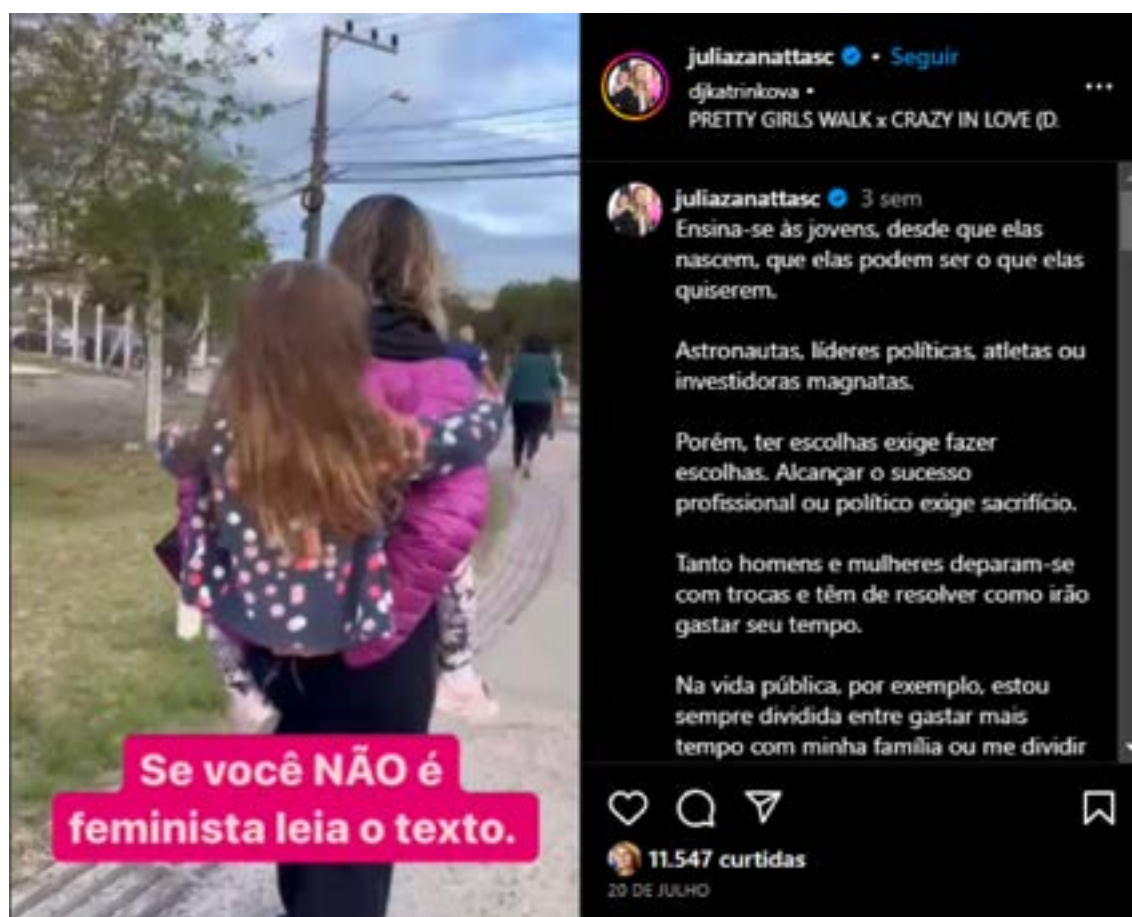 Se você NÃO é
feminista leia o texto.
juliazanattasc • Seguir
djkatrinkova •
PRETTY GIRLS WALK x CRAZY IN LOVE (D.
juliazanattasc 3 sem
Ensina-se às jovens, desde que elas
nascem, que elas podem ser o que elas
quiserem.
Astronautas, líderes políticas, atletas ou
investidoras magnatas.
Porém, ter escolhas exige fazer
escolhas. Alcançar o sucesso
profissional ou político exige sacrifício.
Tanto homens e mulheres deparam-se
com trocas e têm de resolver como irão
gastar seu tempo.
Na vida pública, por exemplo, estou
sempre dividida entre gastar mais
tempo com minha família ou me dividir
11.547 curtidas
20 DE JULHO